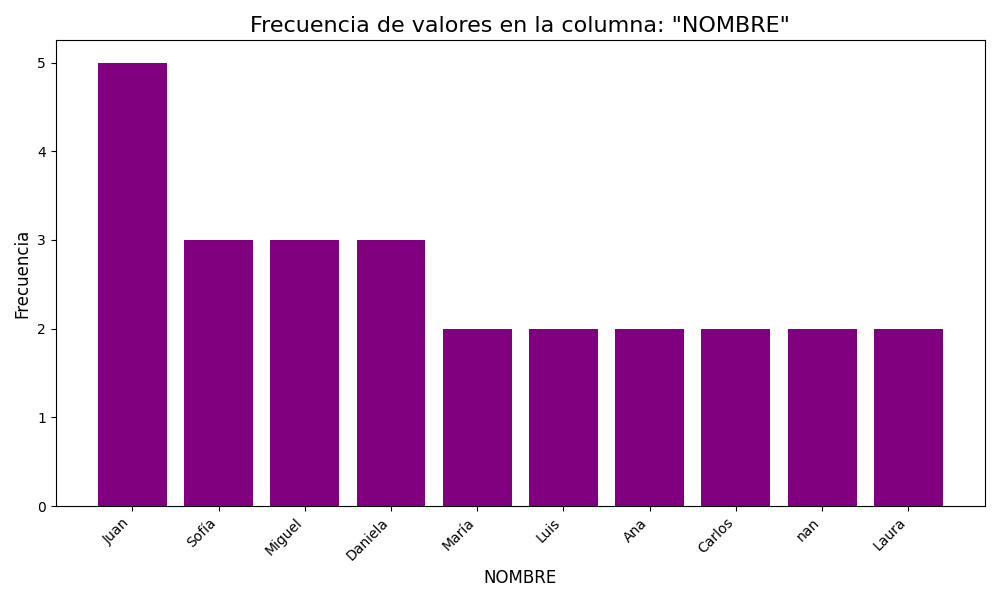 Frecuencia de valores en la columna: "NOMBRE"
Frecuencia
5
4
3
2
1
0
Juan
Sofía
Miguel
Daniela
María
Luis
Ana
Carlos
nan
Laura
NOMBRE